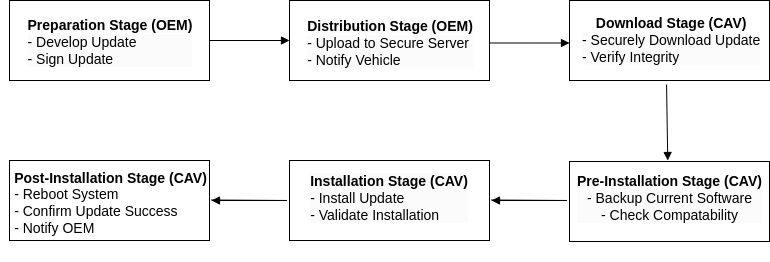 Preparation Stage (OEM)
- Develop Update
- Sign Update
Distribution Stage (OEM)
- Upload to Secure Server
- Notify Vehicle
Download Stage (CAV)
- Securely Download Update
- Verify Integrity
Pre-Installation Stage (CAV)
- Backup Current Software
- Check Compatability
Installation Stage (CAV)
- Install Update
- Validate Installation
Post-Installation Stage (CAV)
- Reboot System
- Confirm Update Success
- Notify OEM